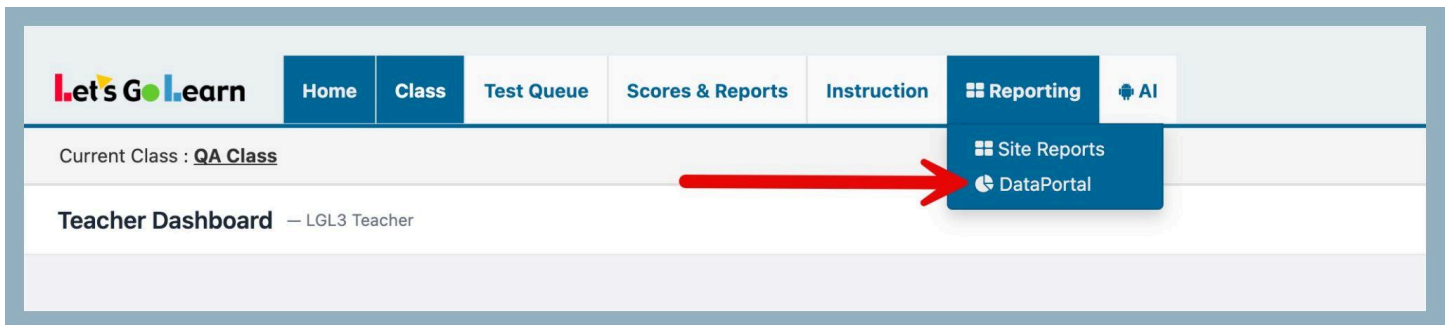 Let's Go Learn
Home
Class
Test Queue
Scores & Reports
Instruction
Reporting
AI
Site Reports
DataPortal
Current Class : QA Class
Teacher Dashboard — LGL3 Teacher